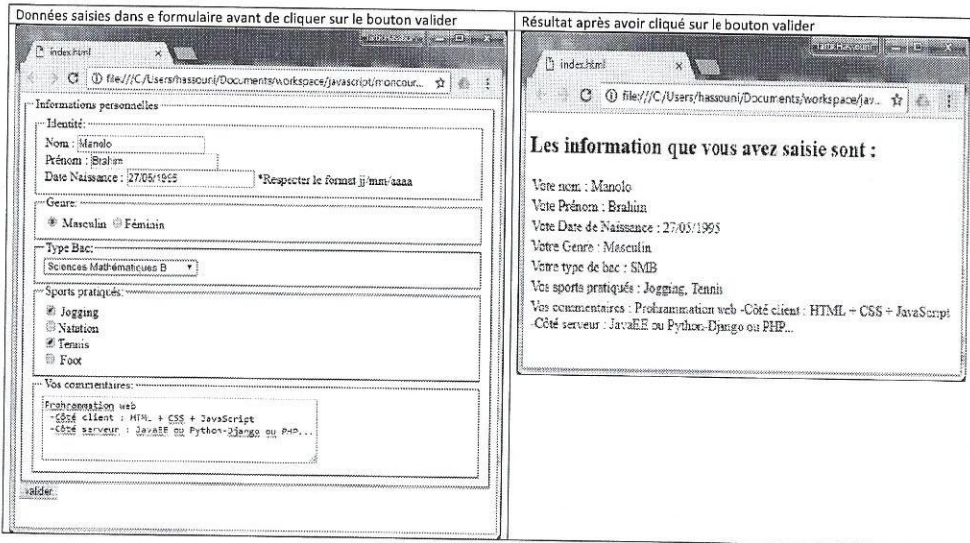 Données saisies dans e formulaire avant de cliquer sur le bouton valider
index.html
file:///C:/Users/hassouni/Documents/workspace/javascript/moncour...
Informations personnelles
Identité:
Nom : Manolo
Prénom : Brahim
Date Naissance : 27/05/1995 *Respecter le format jj/mm/aaaa
Genre:
Masculin Féminin
Type Bac:
Sciences Mathématiques B
Sports pratiqués:
Jogging
Natation
Tennis
Foot
Vos commentaires:
Prohrammation web
-Côté client : HTML + CSS + JavaScript
-Côté serveur : JavaEE ou Python-Django ou PHP...
valider
Résultat après avoir cliqué sur le bouton valider
index.html
file:///C:/Users/hassouni/Documents/workspace/jav...
Les information que vous avez saisie sont :
Vote nom : Manolo
Vote Prénom : Brahim
Vote Date de Naissance : 27/05/1995
Votre Genre : Masculin
Votre type de bac : SMB
Vos sports pratiqués : Jogging, Tennis
Vos commentaires : Prohrammation web -Côté client : HTML + CSS + JavaScript
-Côté serveur : JavaEE ou Python-Django ou PHP...